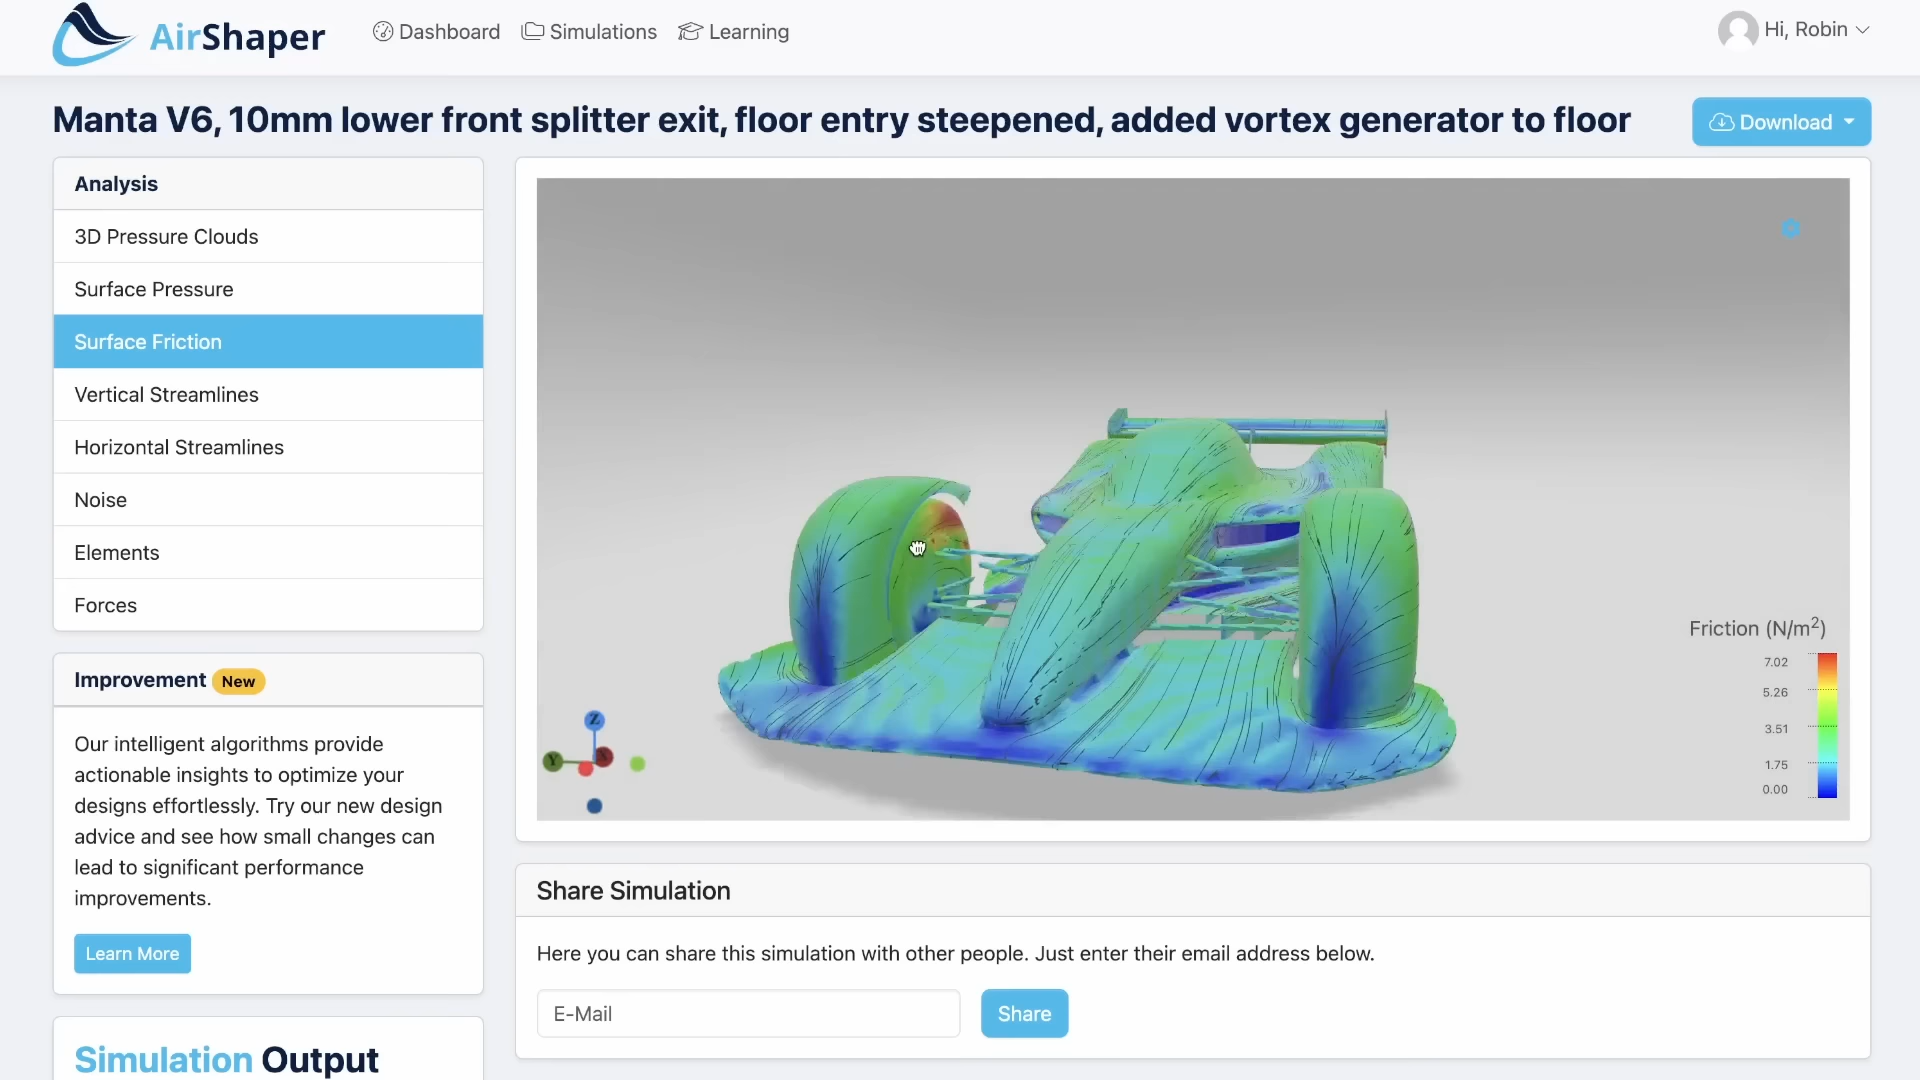 AirShaper
Dashboard
Simulations
Learning
Hi, Robin
Manta V6, 10mm lower front splitter exit, floor entry steepened, added vortex generator to floor
Download
Analysis
3D Pressure Clouds
Surface Pressure
Surface Friction
Vertical Streamlines
Horizontal Streamlines
Noise
Elements
Forces
Improvement New
Our intelligent algorithms provide
actionable insights to optimize your
designs effortlessly. Try our new design
advice and see how small changes can
lead to significant performance
improvements.
Learn More
Simulation Output
Z
Y
X
Friction (N/m²)
7.02
5.26
3.51
1.75
0.00
Share Simulation
Here you can share this simulation with other people. Just enter their email address below.
E-Mail
Share